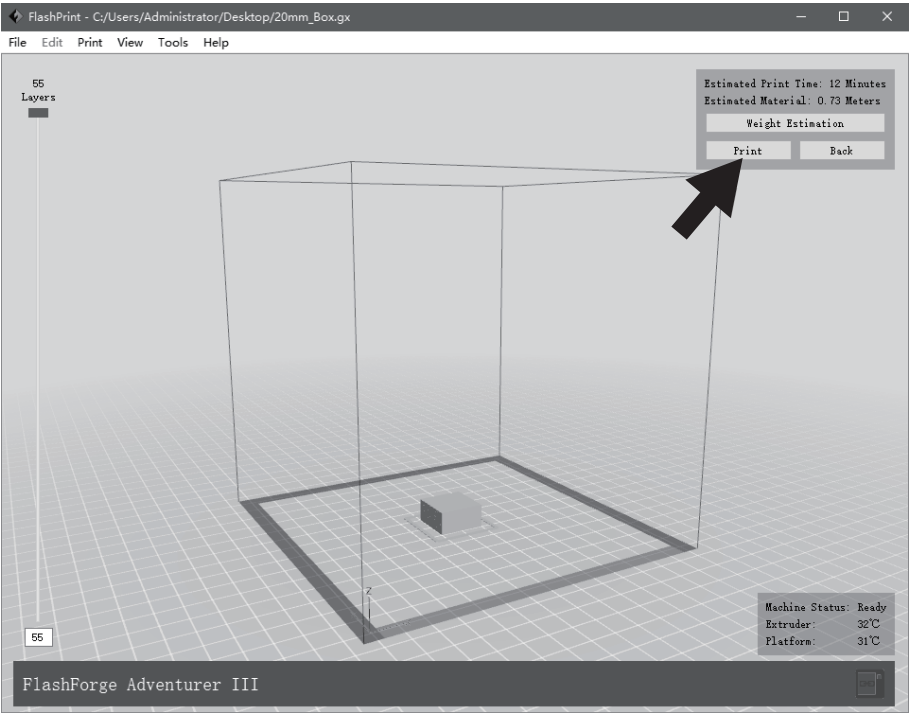 FlashPrint - C:/Users/Administrator/Desktop/20mm_Box.gx
File Edit Print View Tools Help
55
Layers
Estimated Print Time: 12 Minutes
Estimated Material: 0.73 Meters
Weight Estimation
Print Back
Z
Machine Status: Ready
Extruder: 32℃
Platform: 31℃
55
FlashForge Adventurer III